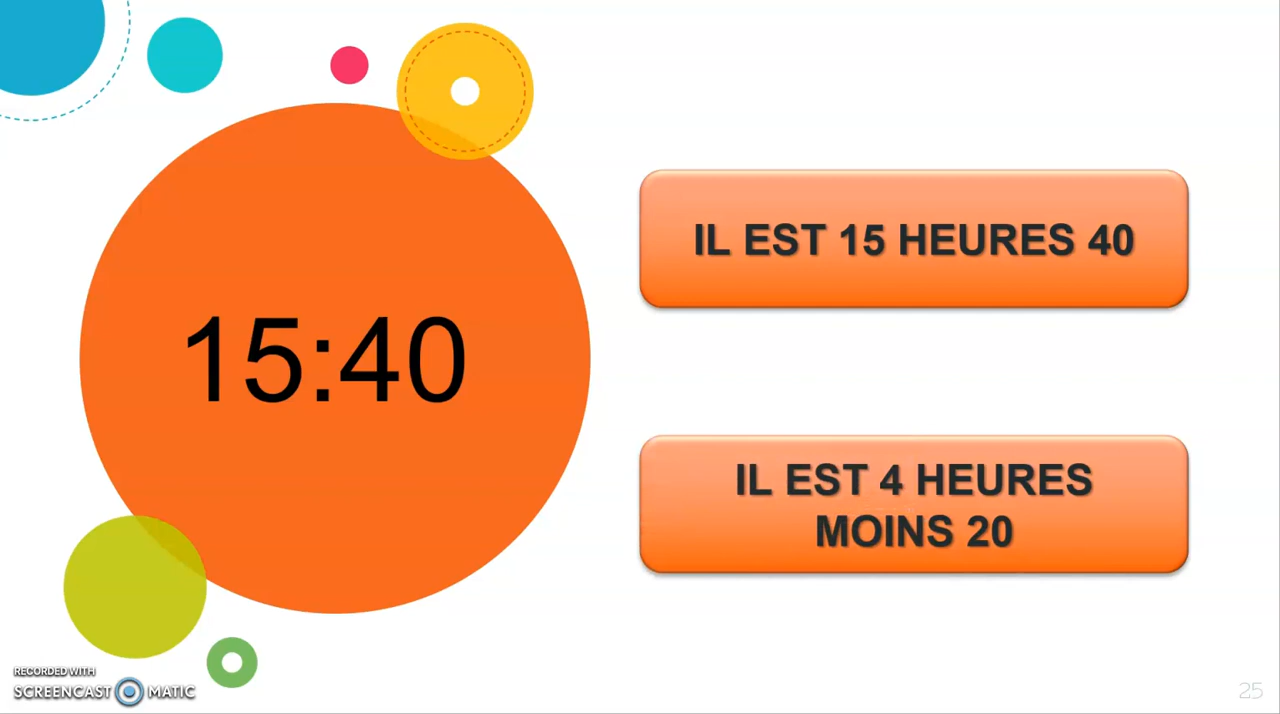 15:40
IL EST 15 HEURES 40
IL EST 4 HEURES
MOINS 20
RECORDED WITH
SCREENCAST MATIC
25